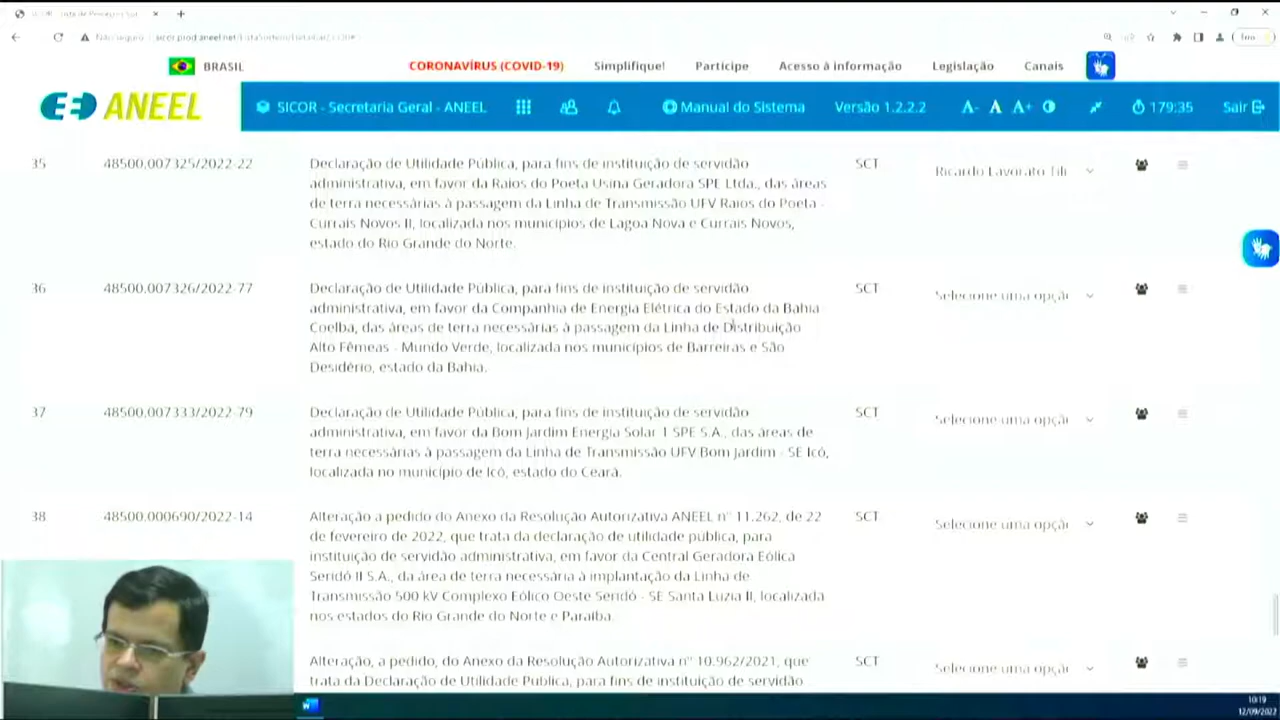 BRASIL
CORONAVÍRUS (COVID-19)
Simplifique!
Participe
Acesso à informação
Legislação
Canais
ANEEL
SICOR - Secretaria Geral - ANEEL
Manual do Sistema
Versão 1.2.2.2
A-
A
A+
179:35
Sair
35
48500.007325/2022-22
Declaração de Utilidade Pública, para fins de instituição de servidão
administrativa, em favor da Raios do Poeta Usina Geradora SPE Ltda., das áreas
de terra necessárias à passagem da Linha de Transmissão UFV Raios do Poeta -
Currais Novos II, localizada nos municípios de Lagoa Nova e Currais Novos,
estado do Rio Grande do Norte.
SCT
Ricardo Lavorato Tili
36
48500.007326/2022-77
Declaração de Utilidade Pública, para fins de instituição de servidão
administrativa, em favor da Companhia de Energia Elétrica do Estado da Bahia
Coelba, das áreas de terra necessárias à passagem da Linha de Distribuição
Alto Fêmeas - Mundo Verde, localizada nos municípios de Barreiras e São
Desidério, estado da Bahia.
SCT
Selecione uma opçã
37
48500.007333/2022-79
Declaração de Utilidade Pública, para fins de instituição de servidão
administrativa, em favor da Bom Jardim Energia Solar 1 SPE S.A., das áreas de
terra necessárias à passagem da Linha de Transmissão UFV Bom Jardim - SE Icó,
localizada no município de Icó, estado do Ceará.
SCT
Selecione uma opçã
38
48500.000690/2022-14
Alteração a pedido do Anexo da Resolução Autorizativa ANEEL nº 11.262, de 22
de fevereiro de 2022, que trata da declaração de utilidade pública, para
instituição de servidão administrativa, em favor da Central Geradora Eólica
Seridó II S.A., da área de terra necessária à implantação da Linha de
Transmissão 500 kV Complexo Eólico Oeste Seridó - SE Santa Luzia II, localizada
nos estados do Rio Grande do Norte e Paraíba.
SCT
Selecione uma opçã
Alteração, a pedido, do Anexo da Resolução Autorizativa nº 10.962/2021, que
trata da Declaração de Utilidade Pública, para fins de instituição de servidão
SCT
Selecione uma opçã
10:19
12/09/2022